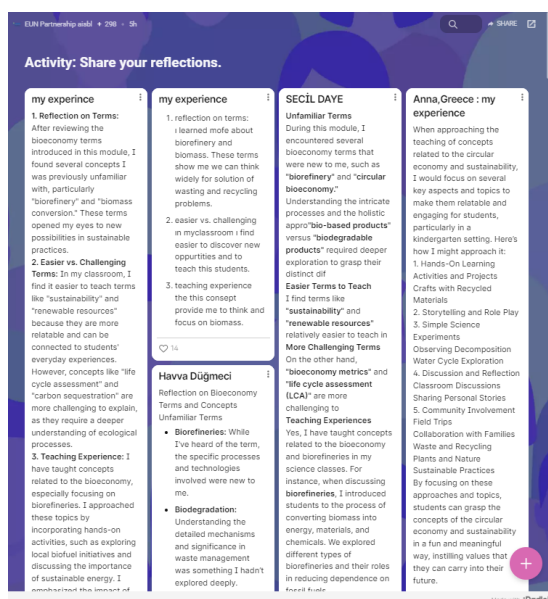 EUN Partnership aisbl + 298 • 5h
SHARE
Activity: Share your reflections.
my experince
1. Reflection on Terms:
After reviewing the
bioeconomy terms
introduced in this module, I
found several concepts I
was previously unfamiliar
with, particularly
"biorefinery" and "biomass
conversion." These terms
opened my eyes to new
possibilities in sustainable
practices.
2. Easier vs. Challenging
Terms: In my classroom, I
find it easier to teach terms
like "sustainability" and
"renewable resources"
because they are more
relatable and can be
connected to students'
everyday experiences.
However, concepts like "life
cycle assessment" and
"carbon sequestration" are
more challenging to explain,
as they require a deeper
understanding of ecological
processes.
3. Teaching Experience: I
have taught concepts
related to the bioeconomy,
especially focusing on
biorefineries. I approached
these topics by
incorporating hands-on
activities, such as exploring
local biofuel initiatives and
discussing the importance
of sustainable energy. I
emphasized the impact of
my experience
1. reflection on terms:
ı learned mofe about
biorefinery and
biomass. These terms
show me we can think
widely for solution of
wasting and recycling
problems.
2. easier vs. challenging
in myclassroom ı find
easier to discover new
oppurtities and to
teach this students.
3. teaching experience
the this consept
provide me to think and
focus on biomass.
14
Havva Düğmeci
Reflection on Bioeconomy
Terms and Concepts
Unfamiliar Terms
• Biorefineries: While
I've heard of the term,
the specific processes
and technologies
involved were new to
me.
• Biodegradation:
Understanding the
detailed mechanisms
and significance in
waste management
was something I hadn't
explored deeply.
SECİL DAYE
Unfamiliar Terms
During this module, I
encountered several
bioeconomy terms that
were new to me, such as
"biorefinery" and "circular
bioeconomy."
Understanding the intricate
processes and the holistic
appro"bio-based products"
versus "biodegradable
products" required deeper
exploration to grasp their
distinct dif
Easier Terms to Teach
I find terms like
"sustainability" and
"renewable resources"
relatively easier to teach in
More Challenging Terms
On the other hand,
"bioeconomy metrics" and
"life cycle assessment
(LCA)" are more
challenging to
Teaching Experiences
Yes, I have taught concepts
related to the bioeconomy
and biorefineries in my
science classes. For
instance, when discussing
biorefineries, I introduced
students to the process of
converting biomass into
energy, materials, and
chemicals. We explored
different types of
biorefineries and their roles
in reducing dependence on
fossil fuels
Anna,Greece : my
experience
When approaching the
teaching of concepts
related to the circular
economy and sustainability,
I would focus on several
key aspects and topics to
make them relatable and
engaging for students,
particularly in a
kindergarten setting. Here's
how I might approach it:
1. Hands-On Learning
Activities and Projects
Crafts with Recycled
Materials
2. Storytelling and Role Play
3. Simple Science
Experiments
Observing Decomposition
Water Cycle Exploration
4. Discussion and Reflection
Classroom Discussions
Sharing Personal Stories
5. Community Involvement
Field Trips
Collaboration with Families
Waste and Recycling
Plants and Nature
Sustainable Practices
By focusing on these
approaches and topics,
students can grasp the
concepts of the circular
economy and sustainability
in a fun and meaningful
way, instilling values that
they can carry into their
future.